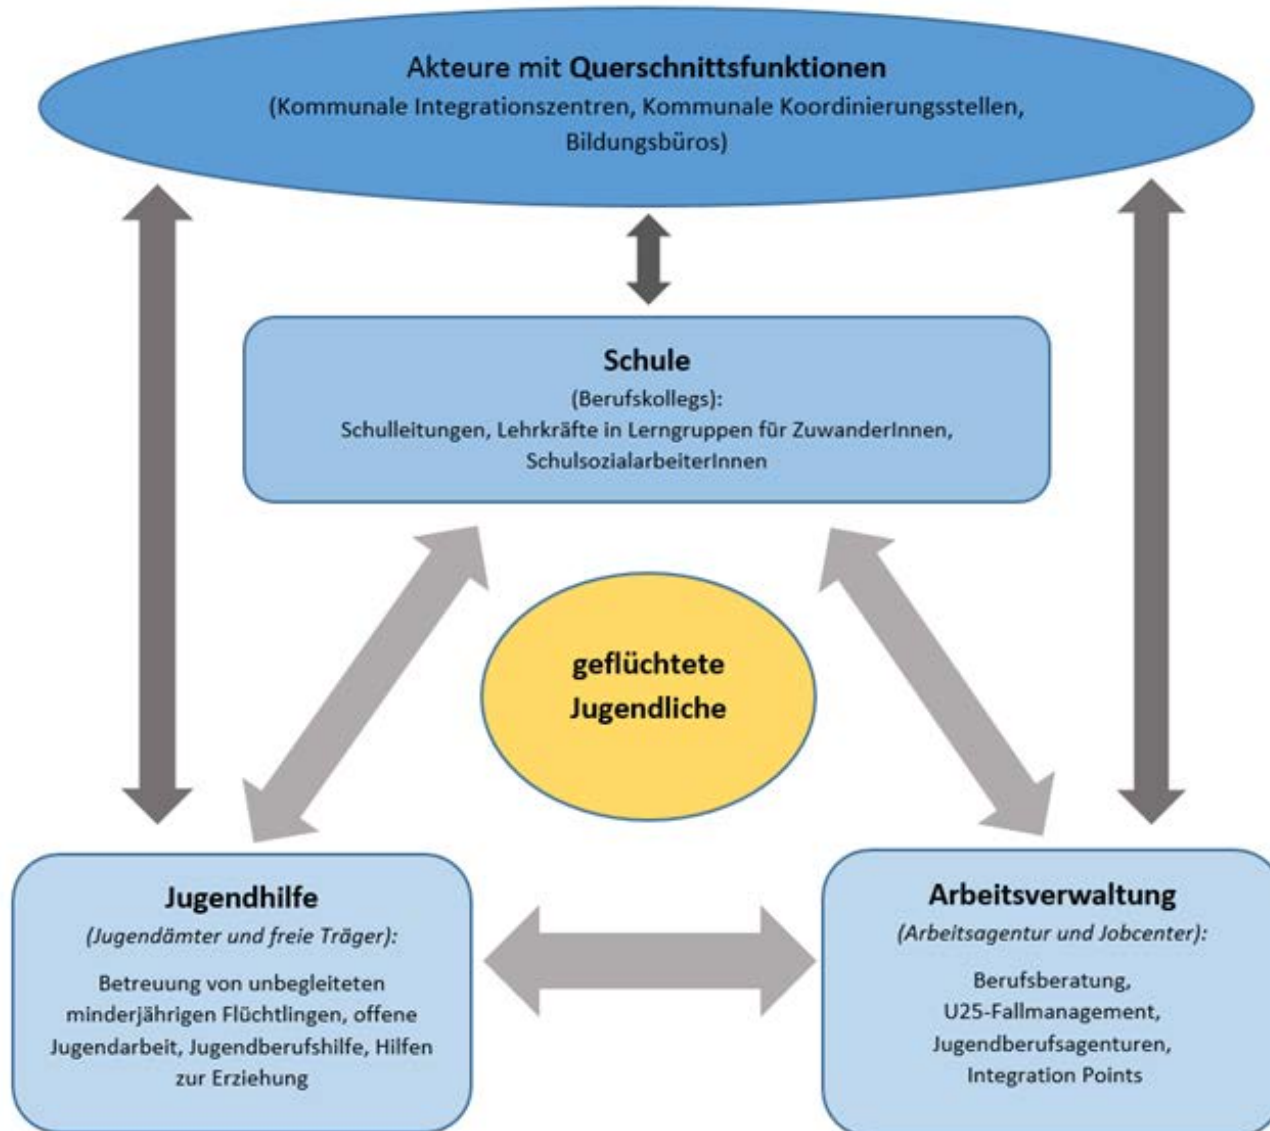 Akteure mit Querschnittsfunktionen
(Kommunale Integrationszentren, Kommunale Koordinierungsstellen,
Bildungsbüros)
Schule
(Berufskollegs):
Schulleitungen, Lehrkräfte in Lerngruppen für ZuwanderInnen,
SchulsozialarbeiterInnen
geflüchtete
Jugendliche
Jugendhilfe
(Jugendämter und freie Träger):
Betreuung von unbegleiteten
minderjährigen Flüchtlingen, offene
Jugendarbeit, Jugendberufshilfe, Hilfen
zur Erziehung
Arbeitsverwaltung
(Arbeitsagentur und Jobcenter):
Berufsberatung,
U25-Fallmanagement,
Jugendberufsagenturen,
Integration Points